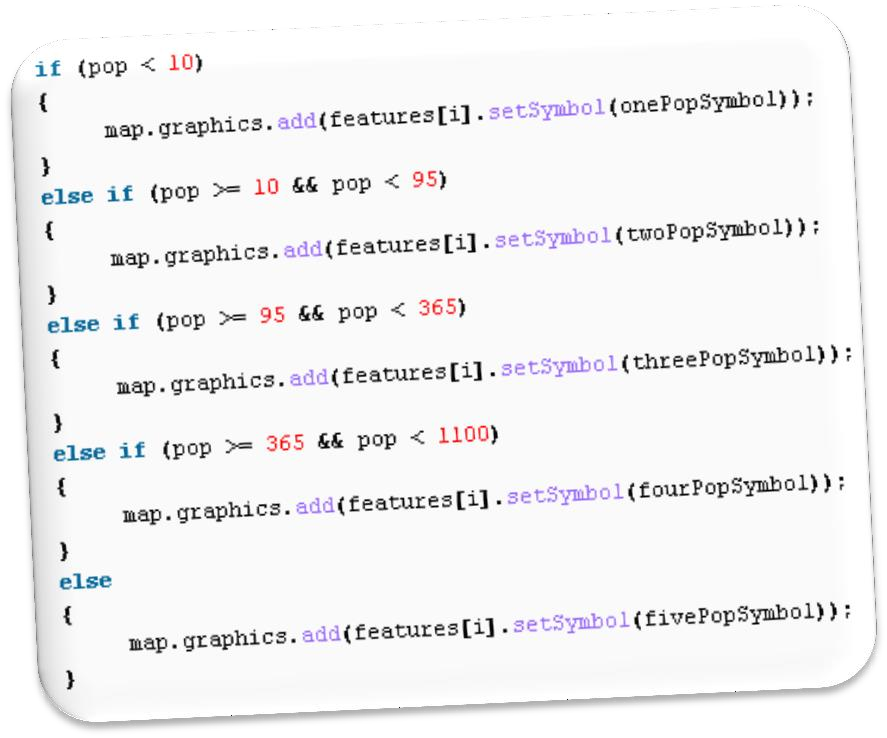 if (pop < 10)
{
map.graphics.add(features[i].setSymbol(onePopSymbol));
}
else if (pop >= 10 && pop < 95)
{
map.graphics.add(features[i].setSymbol(twoPopSymbol));
}
else if (pop >= 95 && pop < 365)
{
map.graphics.add(features[i].setSymbol(threePopSymbol));
}
else if (pop >= 365 && pop < 1100)
{
map.graphics.add(features[i].setSymbol(fourPopSymbol));
}
else
{
map.graphics.add(features[i].setSymbol(fivePopSymbol));
}